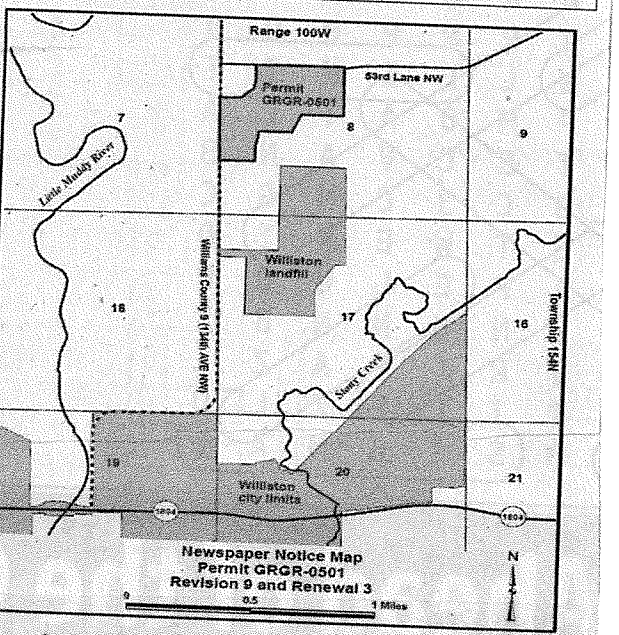 Range 100W
53rd Lane NW
Permit
GRGR-0501
7
8
9
Little Muddy River
Williams County 9 (134th AVE NW)
Williston
landfill
18
17
16
Township 154N
Stony Creek
19
20
21
Williston
city limits
1804
1804
Newspaper Notice Map
Permit GRGR-0501
Revision 9 and Renewal 3
N
S
0
0.5
1 Miles